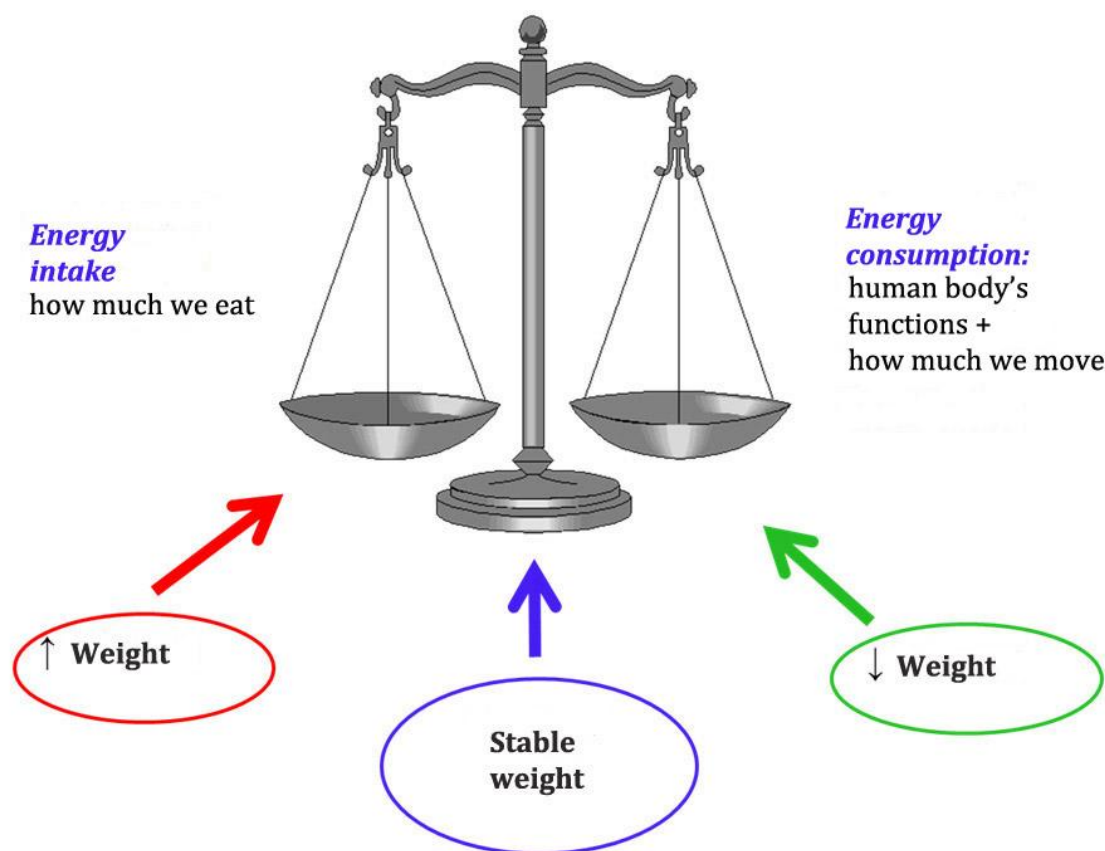 Energy
intake
how much we eat
Energy
consumption:
human body’s
functions +
how much we move
↑ Weight
Stable
weight
↓ Weight